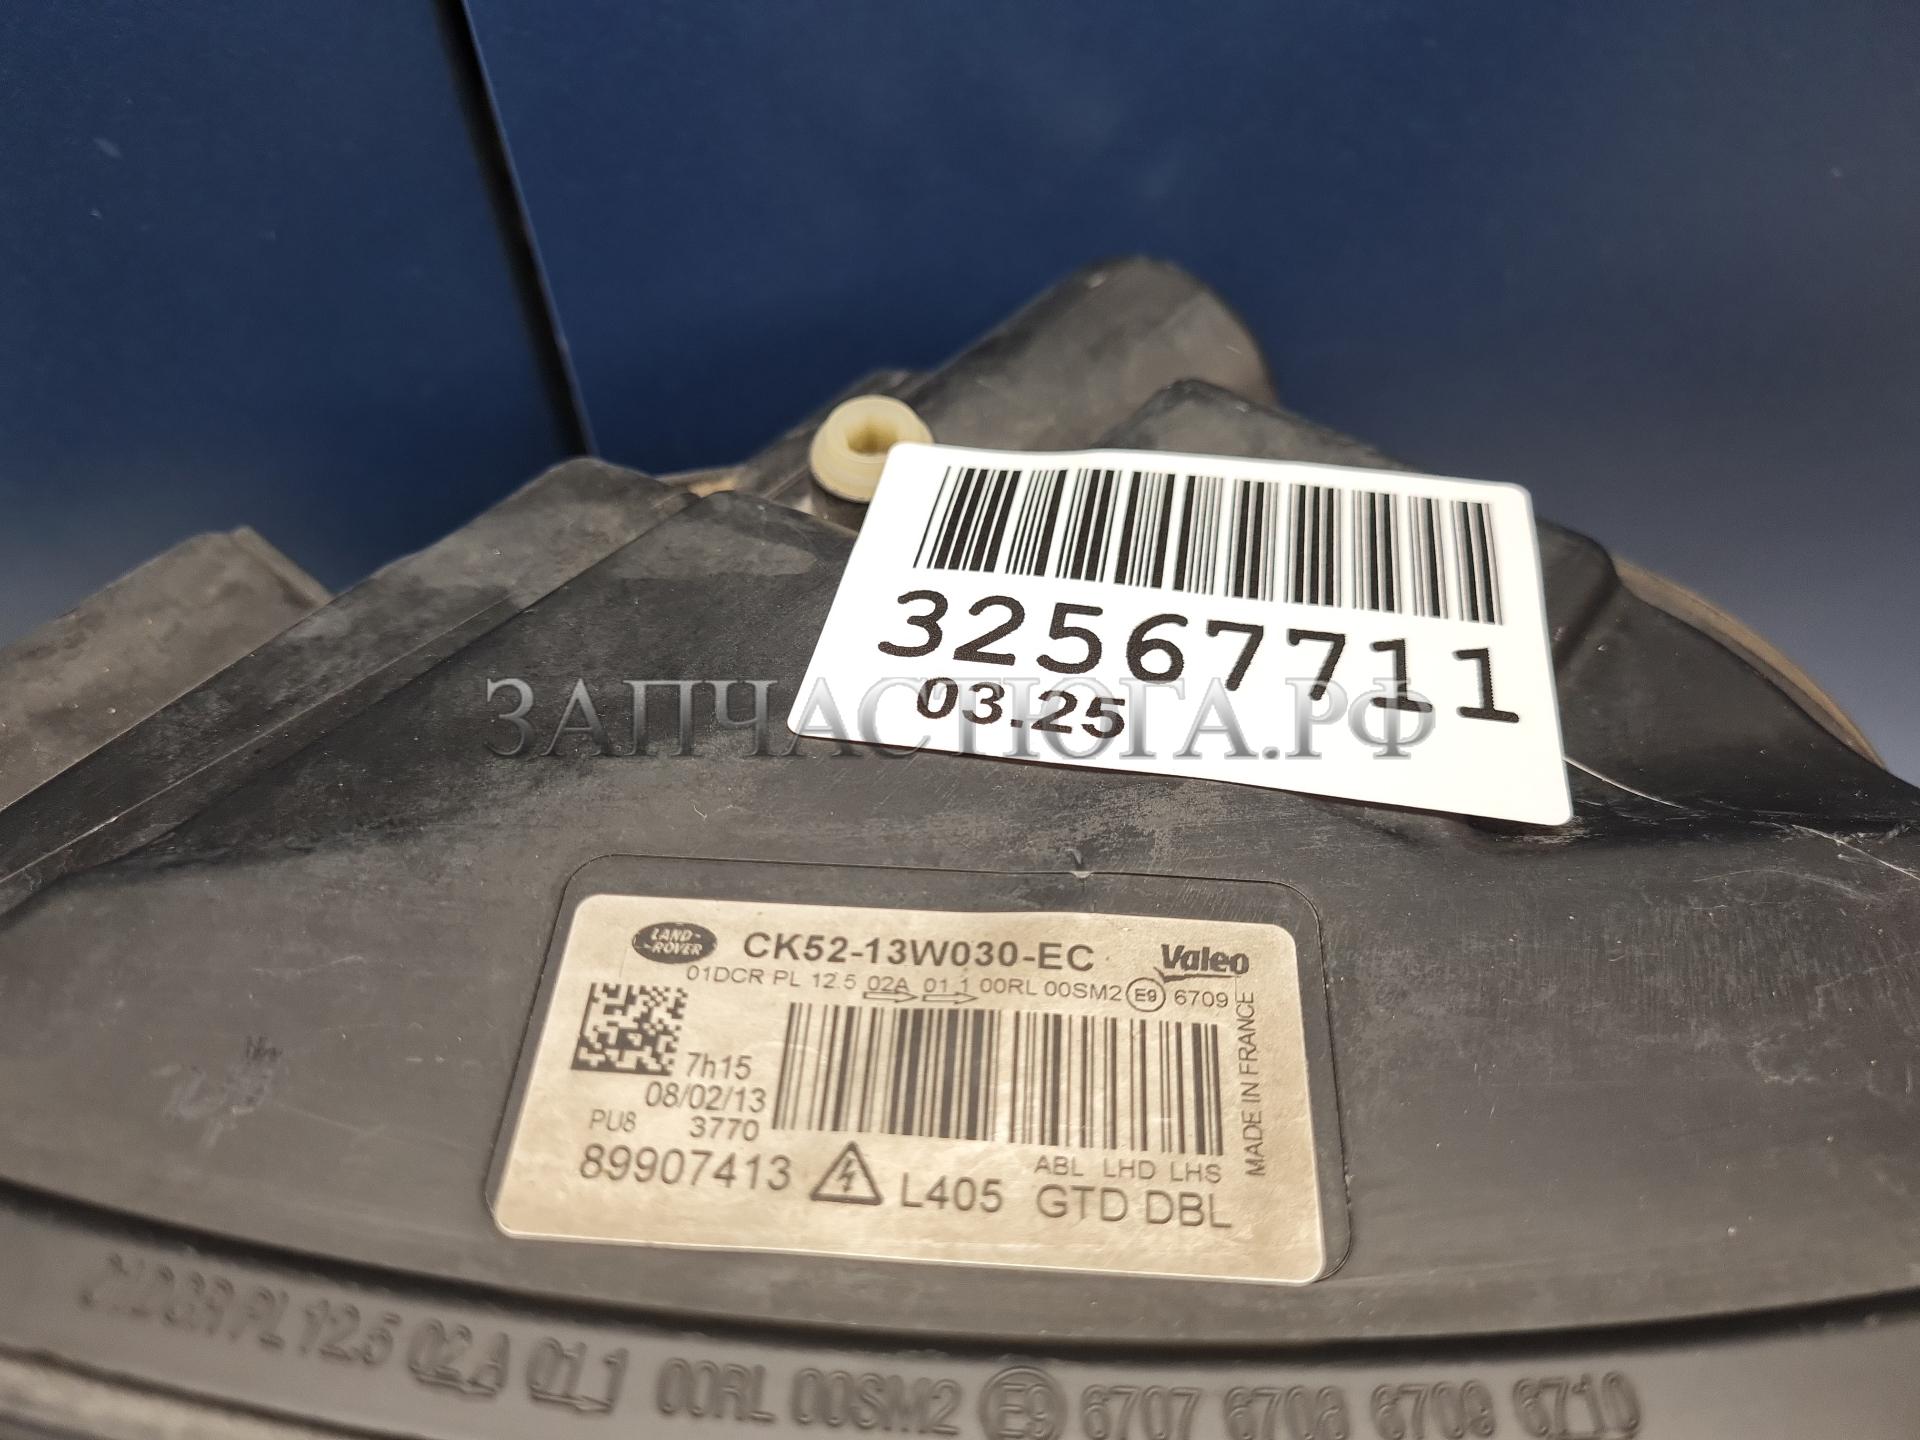 32567711
03.25
ЗАПЧАСТЮГА.РФ
LAND-
ROVER
CK52-13W030-EC
Valeo
01DCR PL 12.5 02A 01.1 00RL 00SM2 E9 6709
7h15
08/02/13
PU8 3770
89907413
L405
ABL LHD LHS
GTD DBL
MADE IN FRANCE
01DCR PL 12.5 02A 01.1 00RL 00SM2 E9 6707 6708 6709 6710